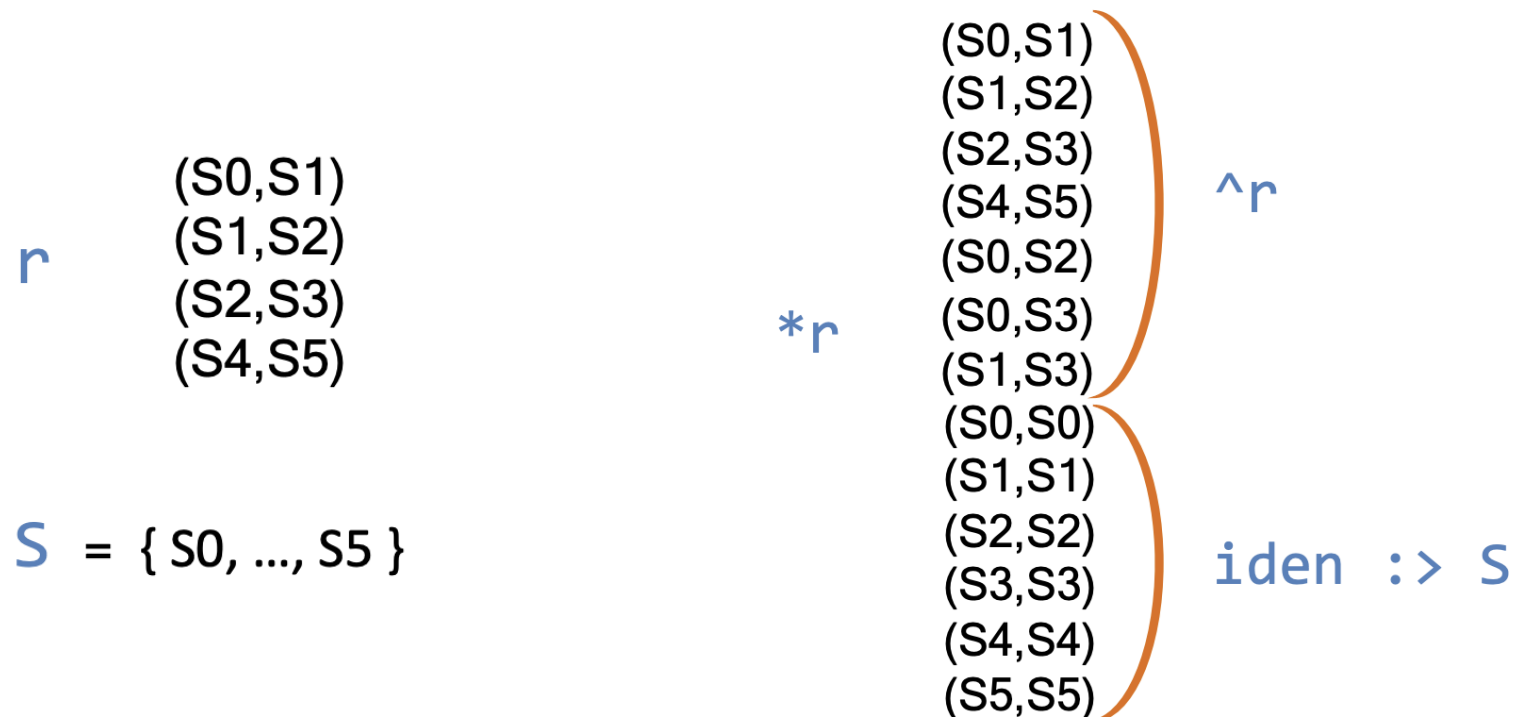 r
(S0,S1)
(S1,S2)
(S2,S3)
(S4,S5)
S = { S0, ..., S5 }
*r
(S0,S1)
(S1,S2)
(S2,S3)
(S4,S5)
(S0,S2)
(S0,S3)
(S1,S3)
^r
(S0,S0)
(S1,S1)
(S2,S2)
(S3,S3)
(S4,S4)
(S5,S5)
iden :> S